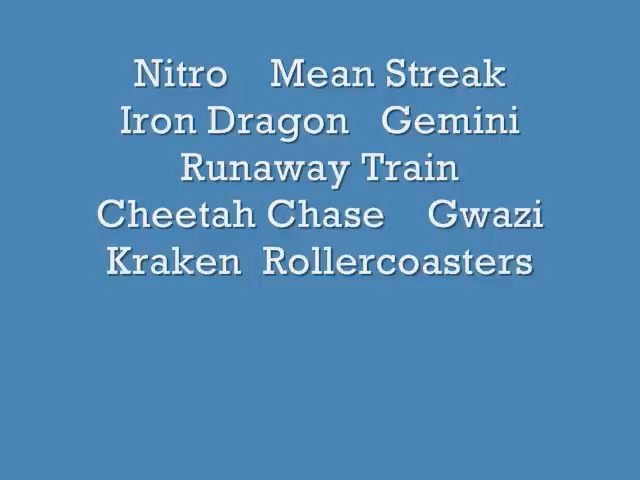 Nitro Mean Streak
Iron Dragon Gemini
Runaway Train
Cheetah Chase Gwazi
Kraken Rollercoasters